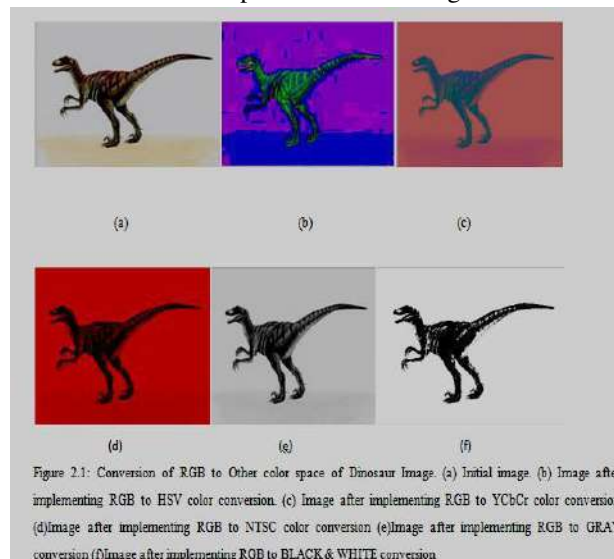 (a) (b) (c)
(d) (e) (f)
Figure 2.1: Conversion of RGB to Other color space of Dinosaur Image. (a) Initial image. (b) Image after
implementing RGB to HSV color conversion. (c) Image after implementing RGB to YCbCr color conversion
(d)Image after implementing RGB to NTSC color conversion (e)Image after implementing RGB to GRAY
conversion (f)Image after implementing RGB to BLACK & WHITE conversion